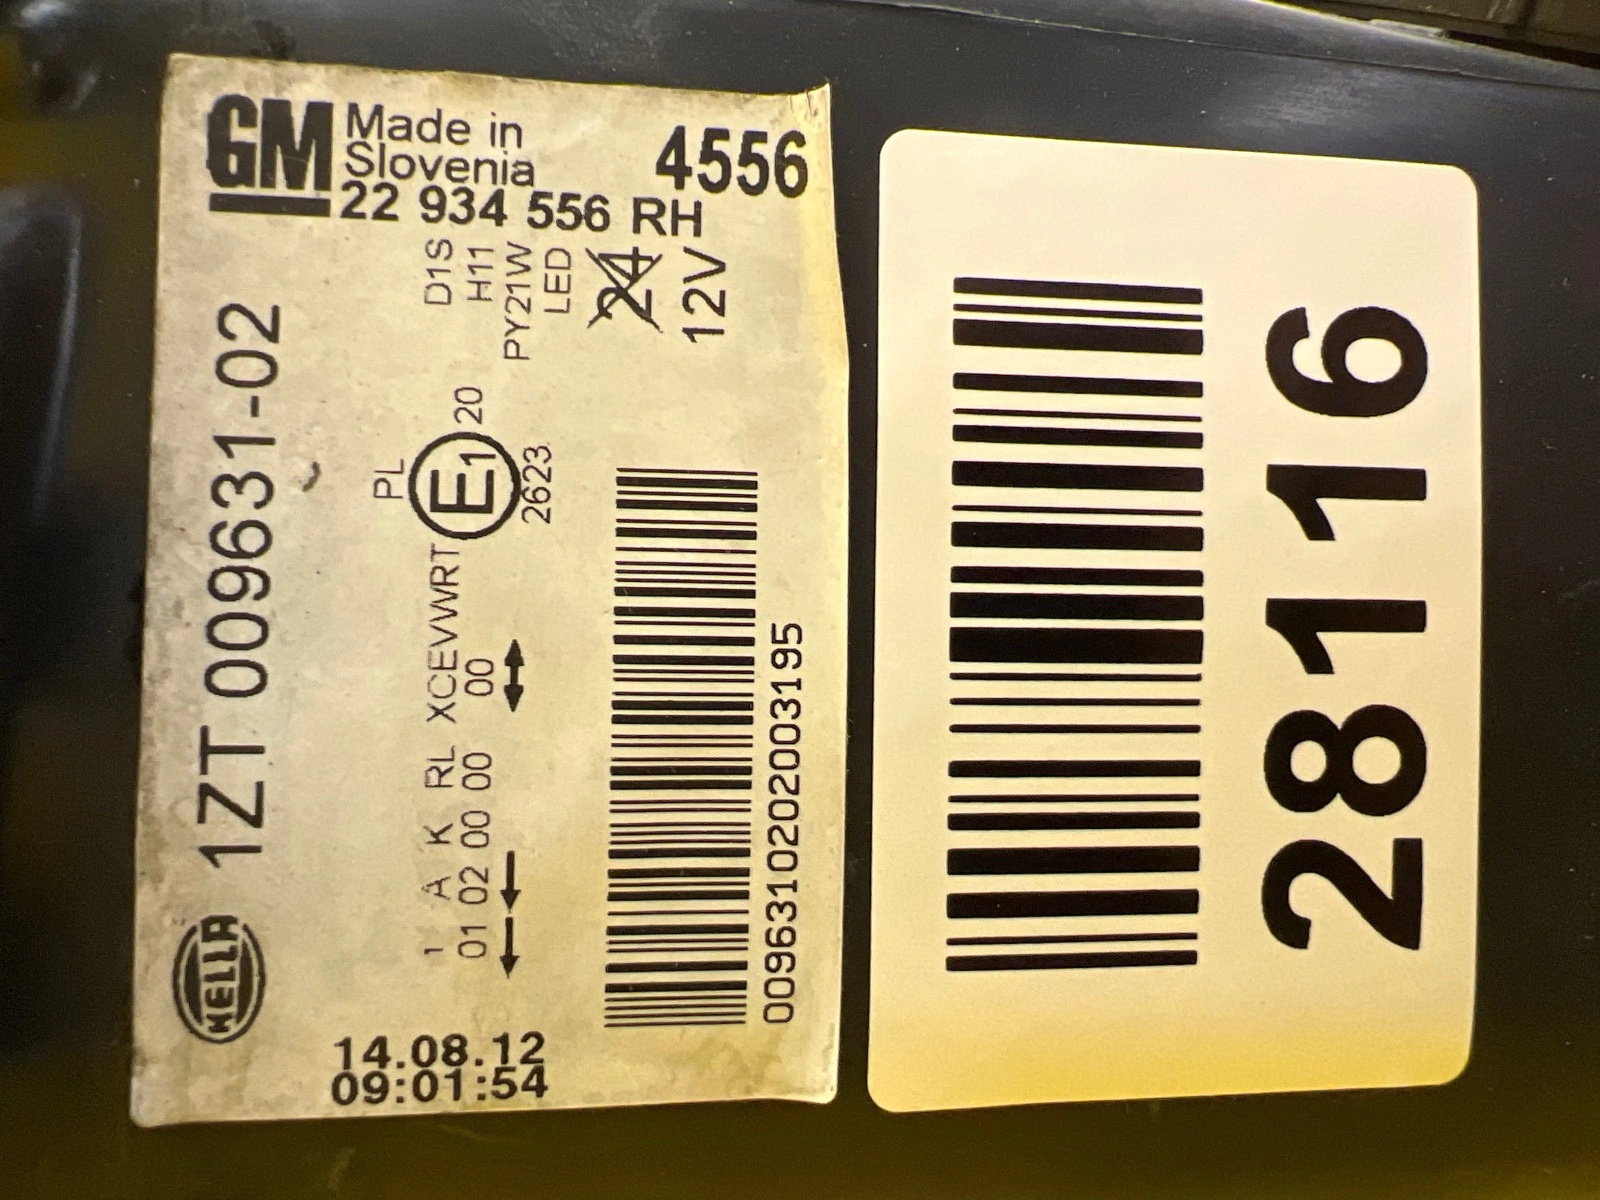 GM
Made in
Slovenia
4556
22 934 556 RH
D1S
H11
PY21W
LED
24
12V
HELLA 1ZT 009631-02
PL
1 A K RL XCEVWRT E1 20
01 02 00 00 00 2623
0096310202003195
14.08.12
09:01:54
28116